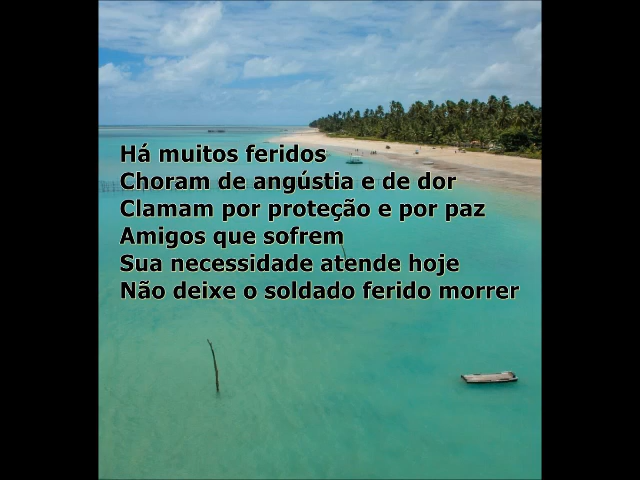 Há muitos feridos
Choram de angústia e de dor
Clamam por proteção e por paz
Amigos que sofrem
Sua necessidade atende hoje
Não deixe o soldado ferido morrer